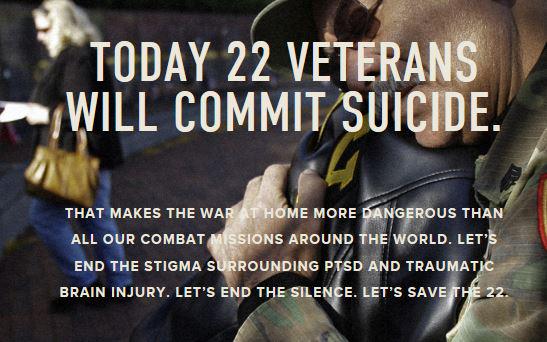 TODAY 22 VETERANS
WILL COMMIT SUICIDE.
THAT MAKES THE WAR AT HOME MORE DANGEROUS THAN
ALL OUR COMBAT MISSIONS AROUND THE WORLD. LET'S
END THE STIGMA SURROUNDING PTSD AND TRAUMATIC
BRAIN INJURY. LET'S END THE SILENCE. LET'S SAVE THE 22.